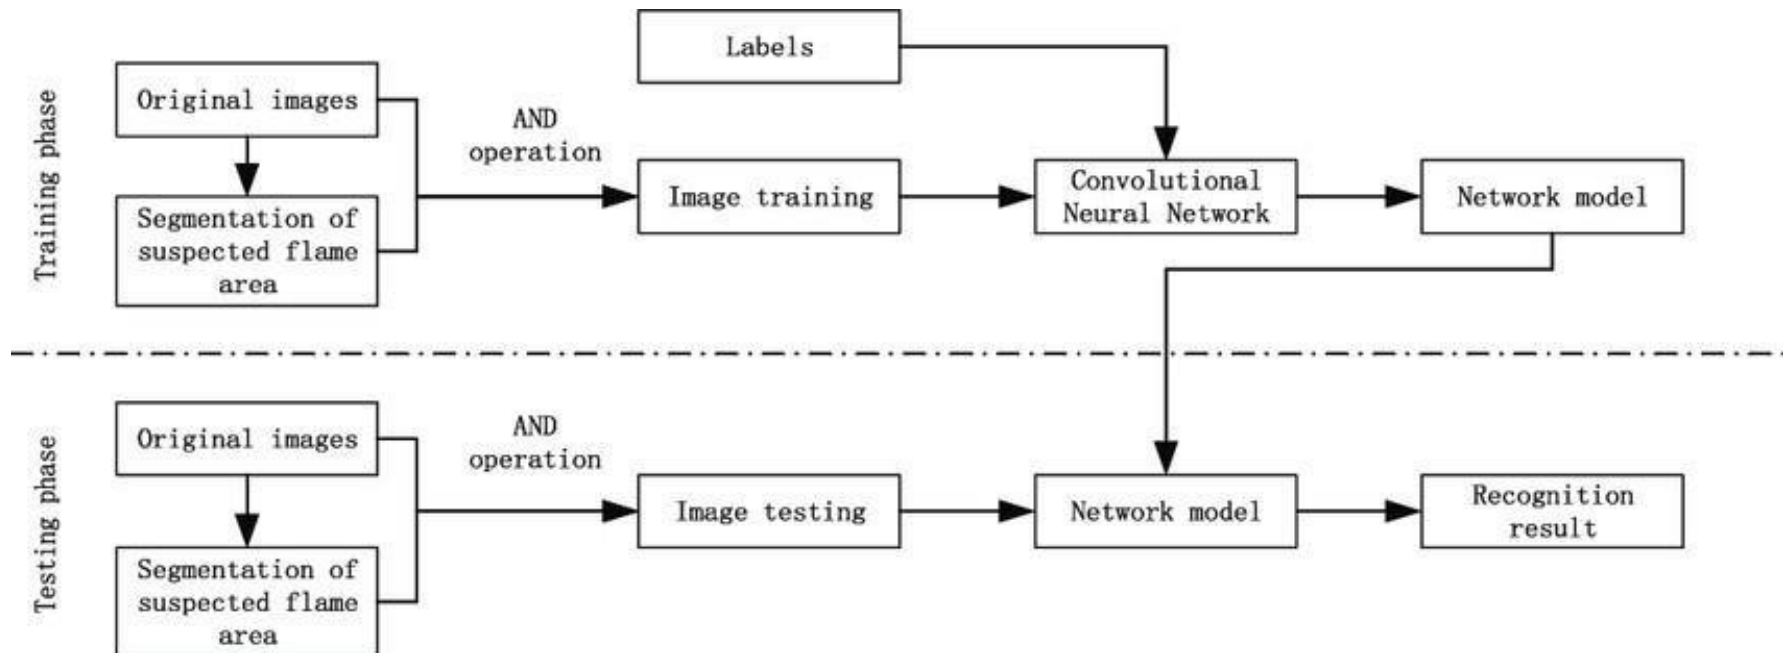 Training phase
Labels
Original images
AND
operation
Segmentation of
suspected flame
area
Image training
Convolutional
Neural Network
Network model
Testing phase
Original images
AND
operation
Segmentation of
suspected flame
area
Image testing
Network model
Recognition
result